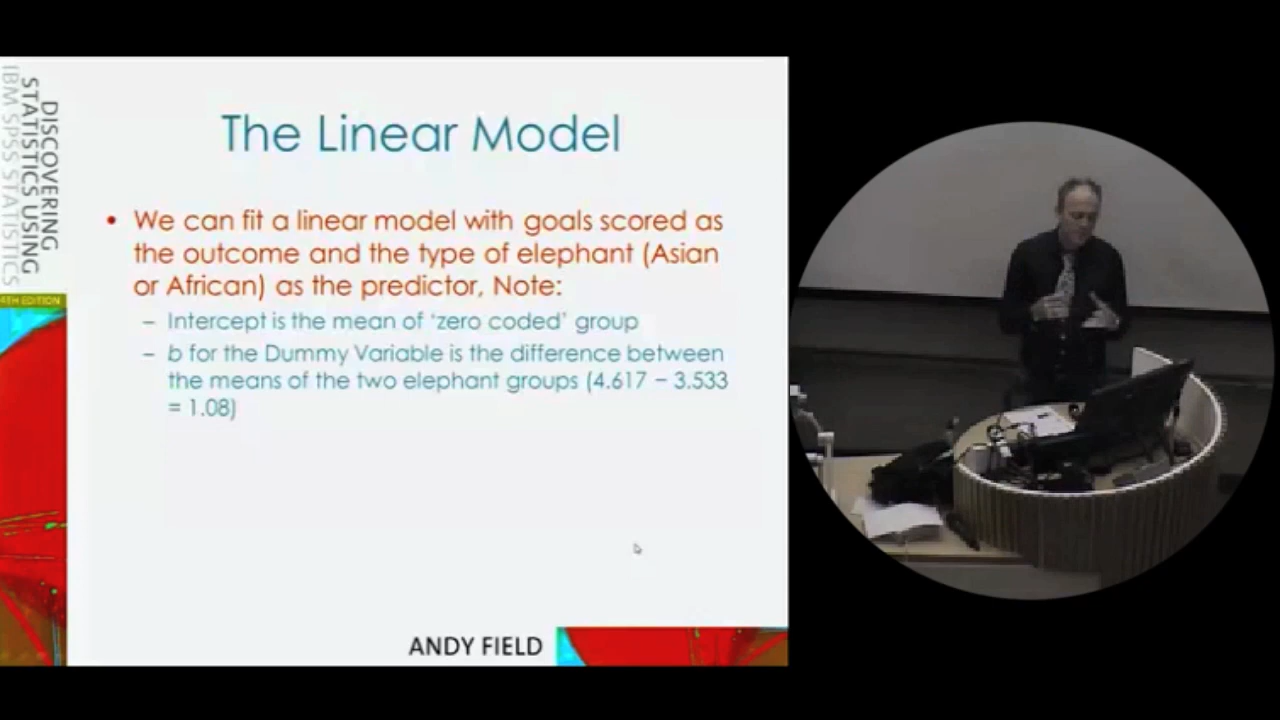 DISCOVERING
STATISTICS USING
IBM SPSS STATISTICS
4TH EDITION
The Linear Model
• We can fit a linear model with goals scored as
the outcome and the type of elephant (Asian
or African) as the predictor, Note:
– Intercept is the mean of ‘zero coded’ group
– b for the Dummy Variable is the difference between
the means of the two elephant groups (4.617 – 3.533
= 1.08)
ANDY FIELD